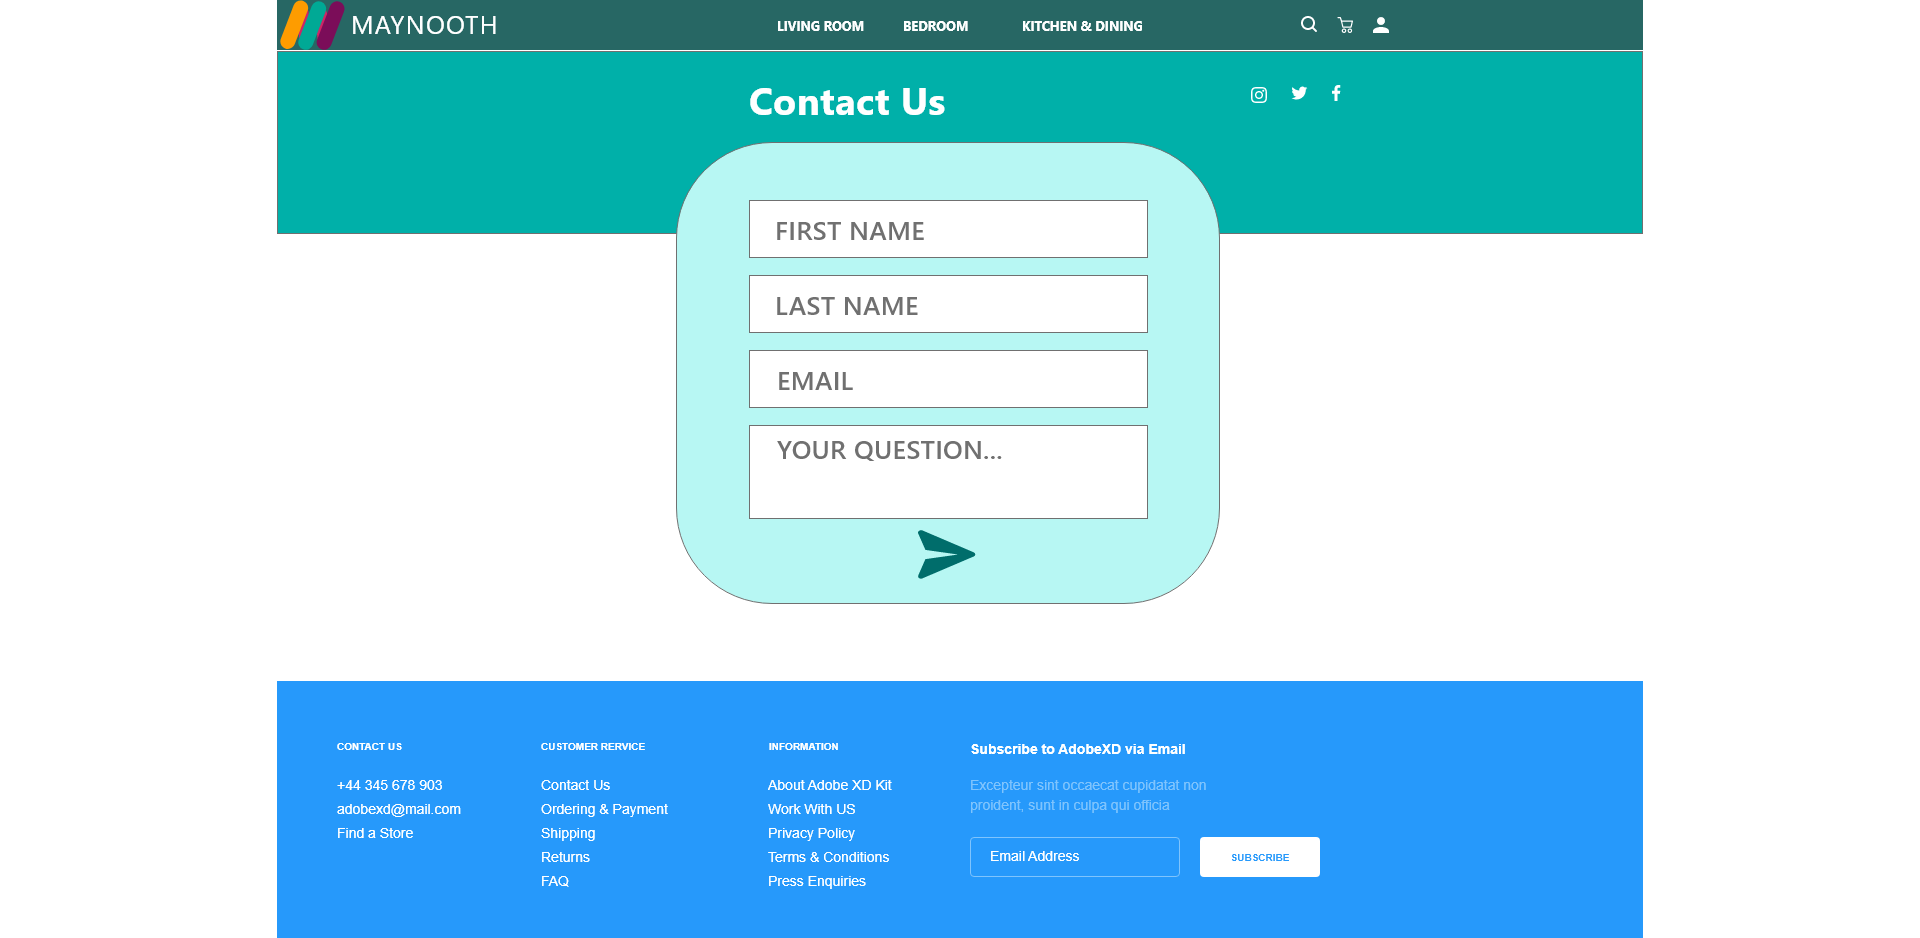 MAYNOOTH
LIVING ROOM
BEDROOM
KITCHEN & DINING
Contact Us
FIRST NAME
LAST NAME
EMAIL
YOUR QUESTION...
CONTACT US
+44 345 678 903
adobexd@mail.com
Find a Store
CUSTOMER RERVICE
Contact Us
Ordering & Payment
Shipping
Returns
FAQ
INFORMATION
About Adobe XD Kit
Work With US
Privacy Policy
Terms & Conditions
Press Enquiries
Subscribe to AdobeXD via Email
Excepteur sint occaecat cupidatat non
proident, sunt in culpa qui officia
Email Address
SUBSCRIBE